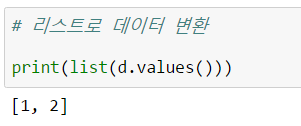 # 리스트로 데이터 변환
print(list(d.values()))
[1, 2]